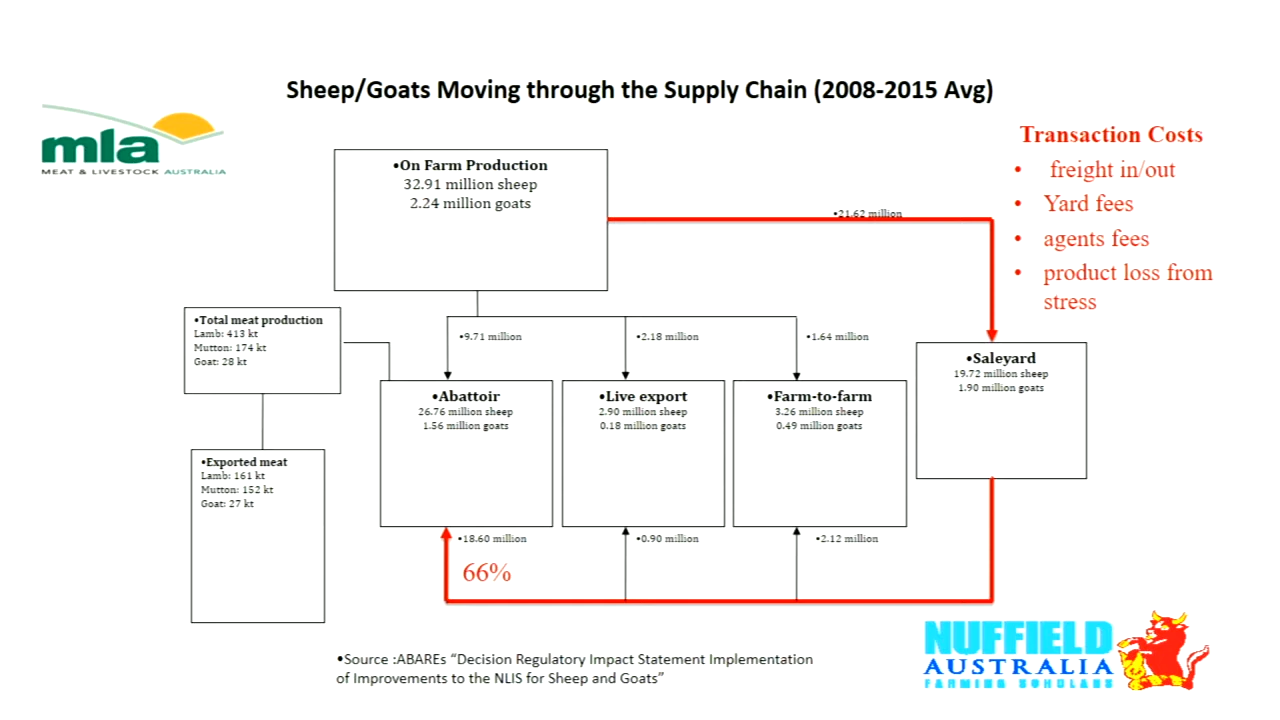 Sheep/Goats Moving through the Supply Chain (2008-2015 Avg)
mla
MEAT & LIVESTOCK AUSTRALIA
Transaction Costs
• freight in/out
• Yard fees
• agents fees
• product loss from
stress
•On Farm Production
32.91 million sheep
2.24 million goats
•21.62 million
•Total meat production
Lamb: 413 kt
Mutton: 174 kt
Goat: 28 kt
•9.71 million
•2.18 million
•1.64 million
•Saleyard
19.72 million sheep
1.90 million goats
•Abattoir
26.76 million sheep
1.56 million goats
•Live export
2.90 million sheep
0.18 million goats
•Farm-to-farm
3.26 million sheep
0.49 million goats
•Exported meat
Lamb: 161 kt
Mutton: 152 kt
Goat: 27 kt
•18.60 million
•0.90 million
•2.12 million
66%
•Source :ABAREs “Decision Regulatory Impact Statement Implementation
of Improvements to the NLIS for Sheep and Goats”
NUFFIELD
AUSTRALIA
FARMING SCHOLARS